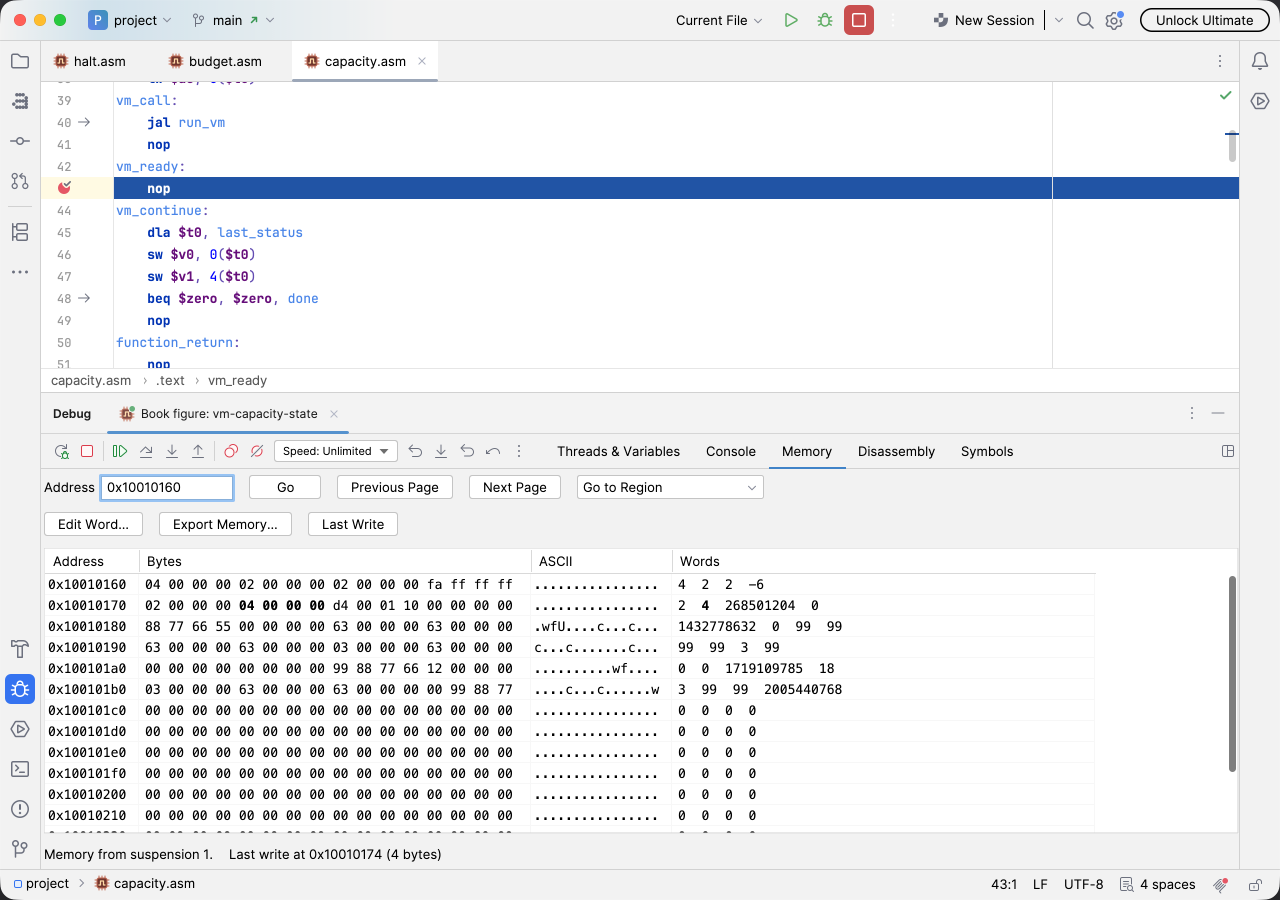 P project main Current File New Session Unlock Ultimate
halt.asm budget.asm capacity.asm
39 vm_call:
40 jal run_vm
41 nop
42 vm_ready:
nop
44 vm_continue:
45 dla $t0, last_status
46 sw $v0, 0($t0)
47 sw $v1, 4($t0)
48 beq $zero, $zero, done
49 nop
50 function_return:
51 nop
capacity.asm › .text › vm_ready
Debug Book figure: vm-capacity-state
Speed: Unlimited Threads & Variables Console Memory Disassembly Symbols
Address 0x10010160 Go Previous Page Next Page Go to Region
Edit Word... Export Memory... Last Write
Address Bytes ASCII Words
0x10010160 04 00 00 00 02 00 00 00 02 00 00 00 fa ff ff ff ................ 4 2 2 −6
0x10010170 02 00 00 00 04 00 00 00 d4 00 01 10 00 00 00 00 ................ 2 4 268501204 0
0x10010180 88 77 66 55 00 00 00 00 63 00 00 00 63 00 00 00 .wfU....c...c... 1432778632 0 99 99
0x10010190 63 00 00 00 63 00 00 00 03 00 00 00 63 00 00 00 c...c.......c... 99 99 3 99
0x100101a0 00 00 00 00 00 00 00 00 99 88 77 66 12 00 00 00 ..........wf.... 0 0 1719109785 18
0x100101b0 03 00 00 00 63 00 00 00 63 00 00 00 00 99 88 77 ....c...c......w 3 99 99 2005440768
0x100101c0 00 00 00 00 00 00 00 00 00 00 00 00 00 00 00 00 ................ 0 0 0 0
0x100101d0 00 00 00 00 00 00 00 00 00 00 00 00 00 00 00 00 ................ 0 0 0 0
0x100101e0 00 00 00 00 00 00 00 00 00 00 00 00 00 00 00 00 ................ 0 0 0 0
0x100101f0 00 00 00 00 00 00 00 00 00 00 00 00 00 00 00 00 ................ 0 0 0 0
0x10010200 00 00 00 00 00 00 00 00 00 00 00 00 00 00 00 00 ................ 0 0 0 0
0x10010210 00 00 00 00 00 00 00 00 00 00 00 00 00 00 00 00 ................ 0 0 0 0
Memory from suspension 1. Last write at 0x10010174 (4 bytes)
project › capacity.asm 43:1 LF UTF-8 4 spaces